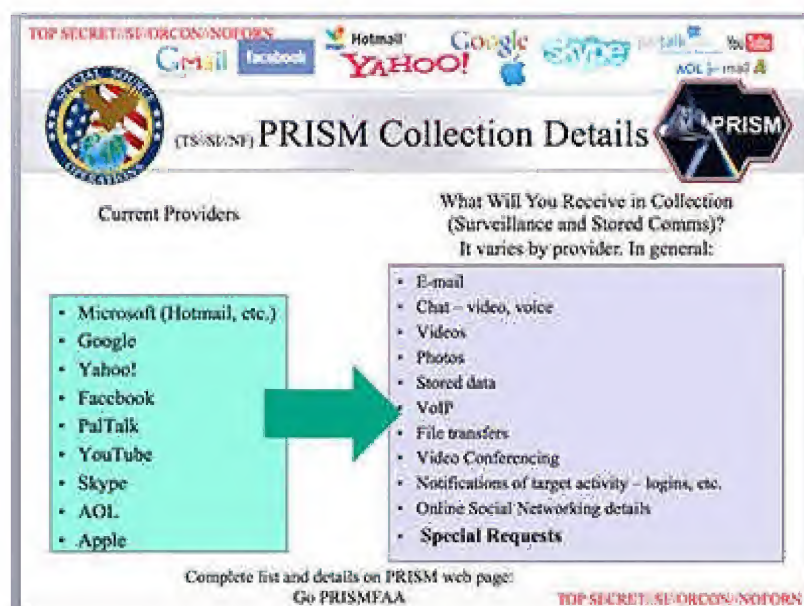 TOP SECRET//SI//ORCON//NOFORN
Gmail facebook Hotmail YAHOO! Google skype paltalk YouTube
AOL mail
SPECIAL SOURCE OPERATIONS
(TS//SI//NF) PRISM Collection Details
PRISM
Current Providers
• Microsoft (Hotmail, etc.)
• Google
• Yahoo!
• Facebook
• PalTalk
• YouTube
• Skype
• AOL
• Apple
What Will You Receive in Collection
(Surveillance and Stored Comms)?
It varies by provider. In general:
• E-mail
• Chat – video, voice
• Videos
• Photos
• Stored data
• VoIP
• File transfers
• Video Conferencing
• Notifications of target activity – logins, etc.
• Online Social Networking details
• Special Requests
Complete list and details on PRISM web page:
Go PRISMFAA
TOP SECRET//SI//ORCON//NOFORN